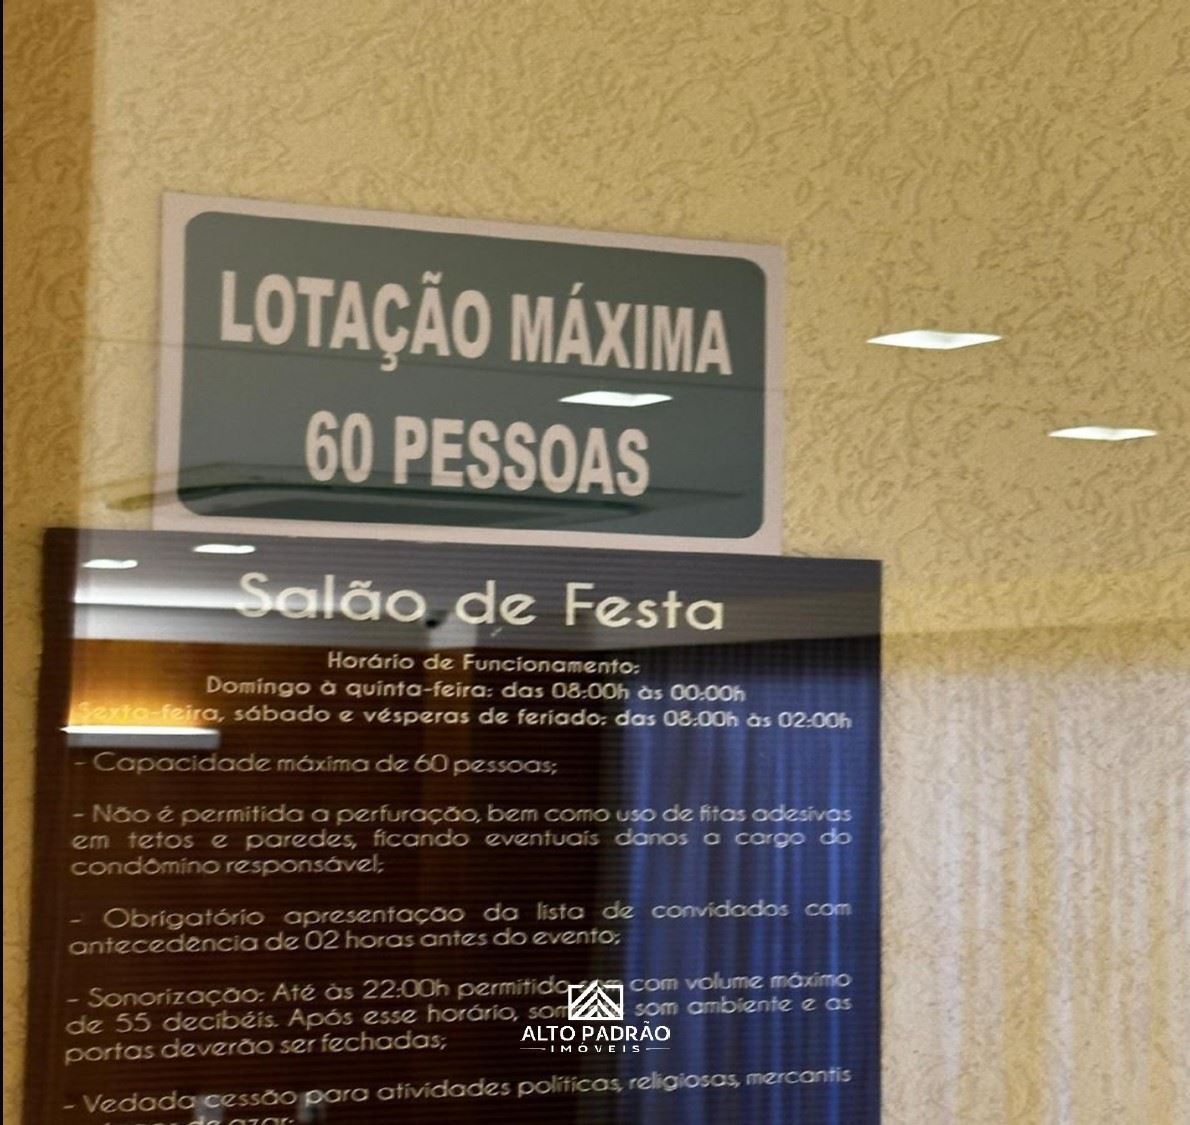 LOTAÇÃO MÁXIMA
60 PESSOAS
Salão de Festa
Horário de Funcionamento:
Domingo à quinta-feira: das 08:00h às 00:00h
Sexta-feira, sábado e vésperas de feriado: das 08:00h às 02:00h
- Capacidade máxima de 60 pessoas;
- Não é permitida a perfuração, bem como uso de fitas adesivas
em tetos e paredes, ficando eventuais danos a cargo do
condômino responsável;
- Obrigatório apresentação da lista de convidados com
antecedência de 02 horas antes do evento;
- Sonorização: Até às 22:00h permitido com volume máximo
de 55 decibéis. Após esse horário, som ambiente e as
portas deverão ser fechadas;
- Vedada cessão para atividades políticas, religiosas, mercantis
de azar;
ALTO PADRÃO
IMÓVEIS